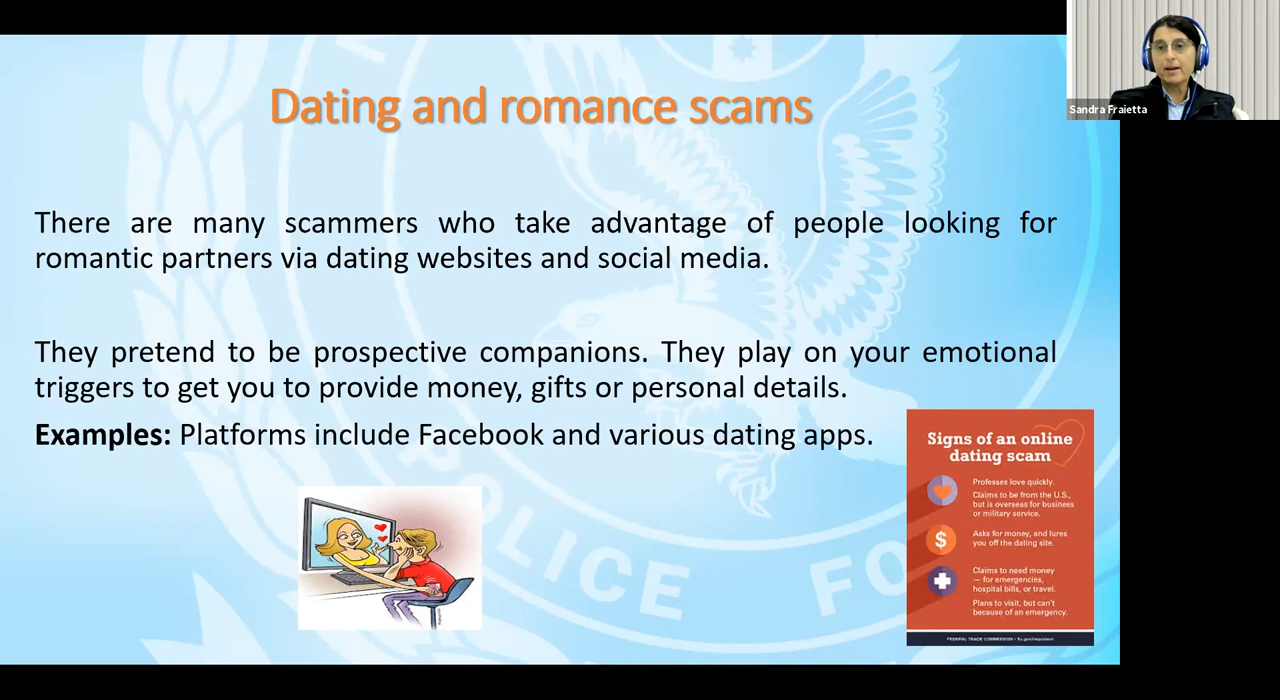 Sandra Fraietta
Dating and romance scams
There are many scammers who take advantage of people looking for
romantic partners via dating websites and social media.
They pretend to be prospective companions. They play on your emotional
triggers to get you to provide money, gifts or personal details.
Examples: Platforms include Facebook and various dating apps.
Signs of an online
dating scam
Professes love quickly.
Claims to be from the U.S.,
but is overseas for business
or military service.
$
Asks for money, and lures
you off the dating site.
Claims to need money
— for emergencies,
hospital bills, or travel.
Plans to visit, but can't
because of an emergency.
FEDERAL TRADE COMMISSION
POLICE FO